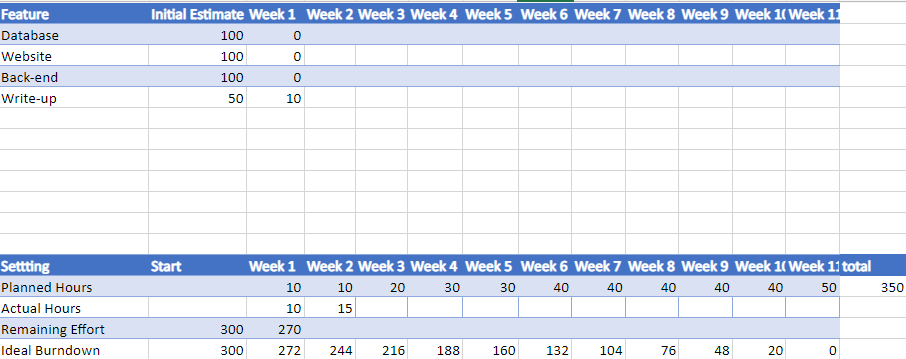 Feature Initial Estimate Week 1 Week 2 Week 3 Week 4 Week 5 Week 6 Week 7 Week 8 Week 9 Week 1( Week 11
Database 100 0
Website 100 0
Back-end 100 0
Write-up 50 10
Settting Start Week 1 Week 2 Week 3 Week 4 Week 5 Week 6 Week 7 Week 8 Week 9 Week 1( Week 1: total
Planned Hours 10 10 20 30 30 40 40 40 40 40 50 350
Actual Hours 10 15
Remaining Effort 300 270
Ideal Burndown 300 272 244 216 188 160 132 104 76 48 20 0